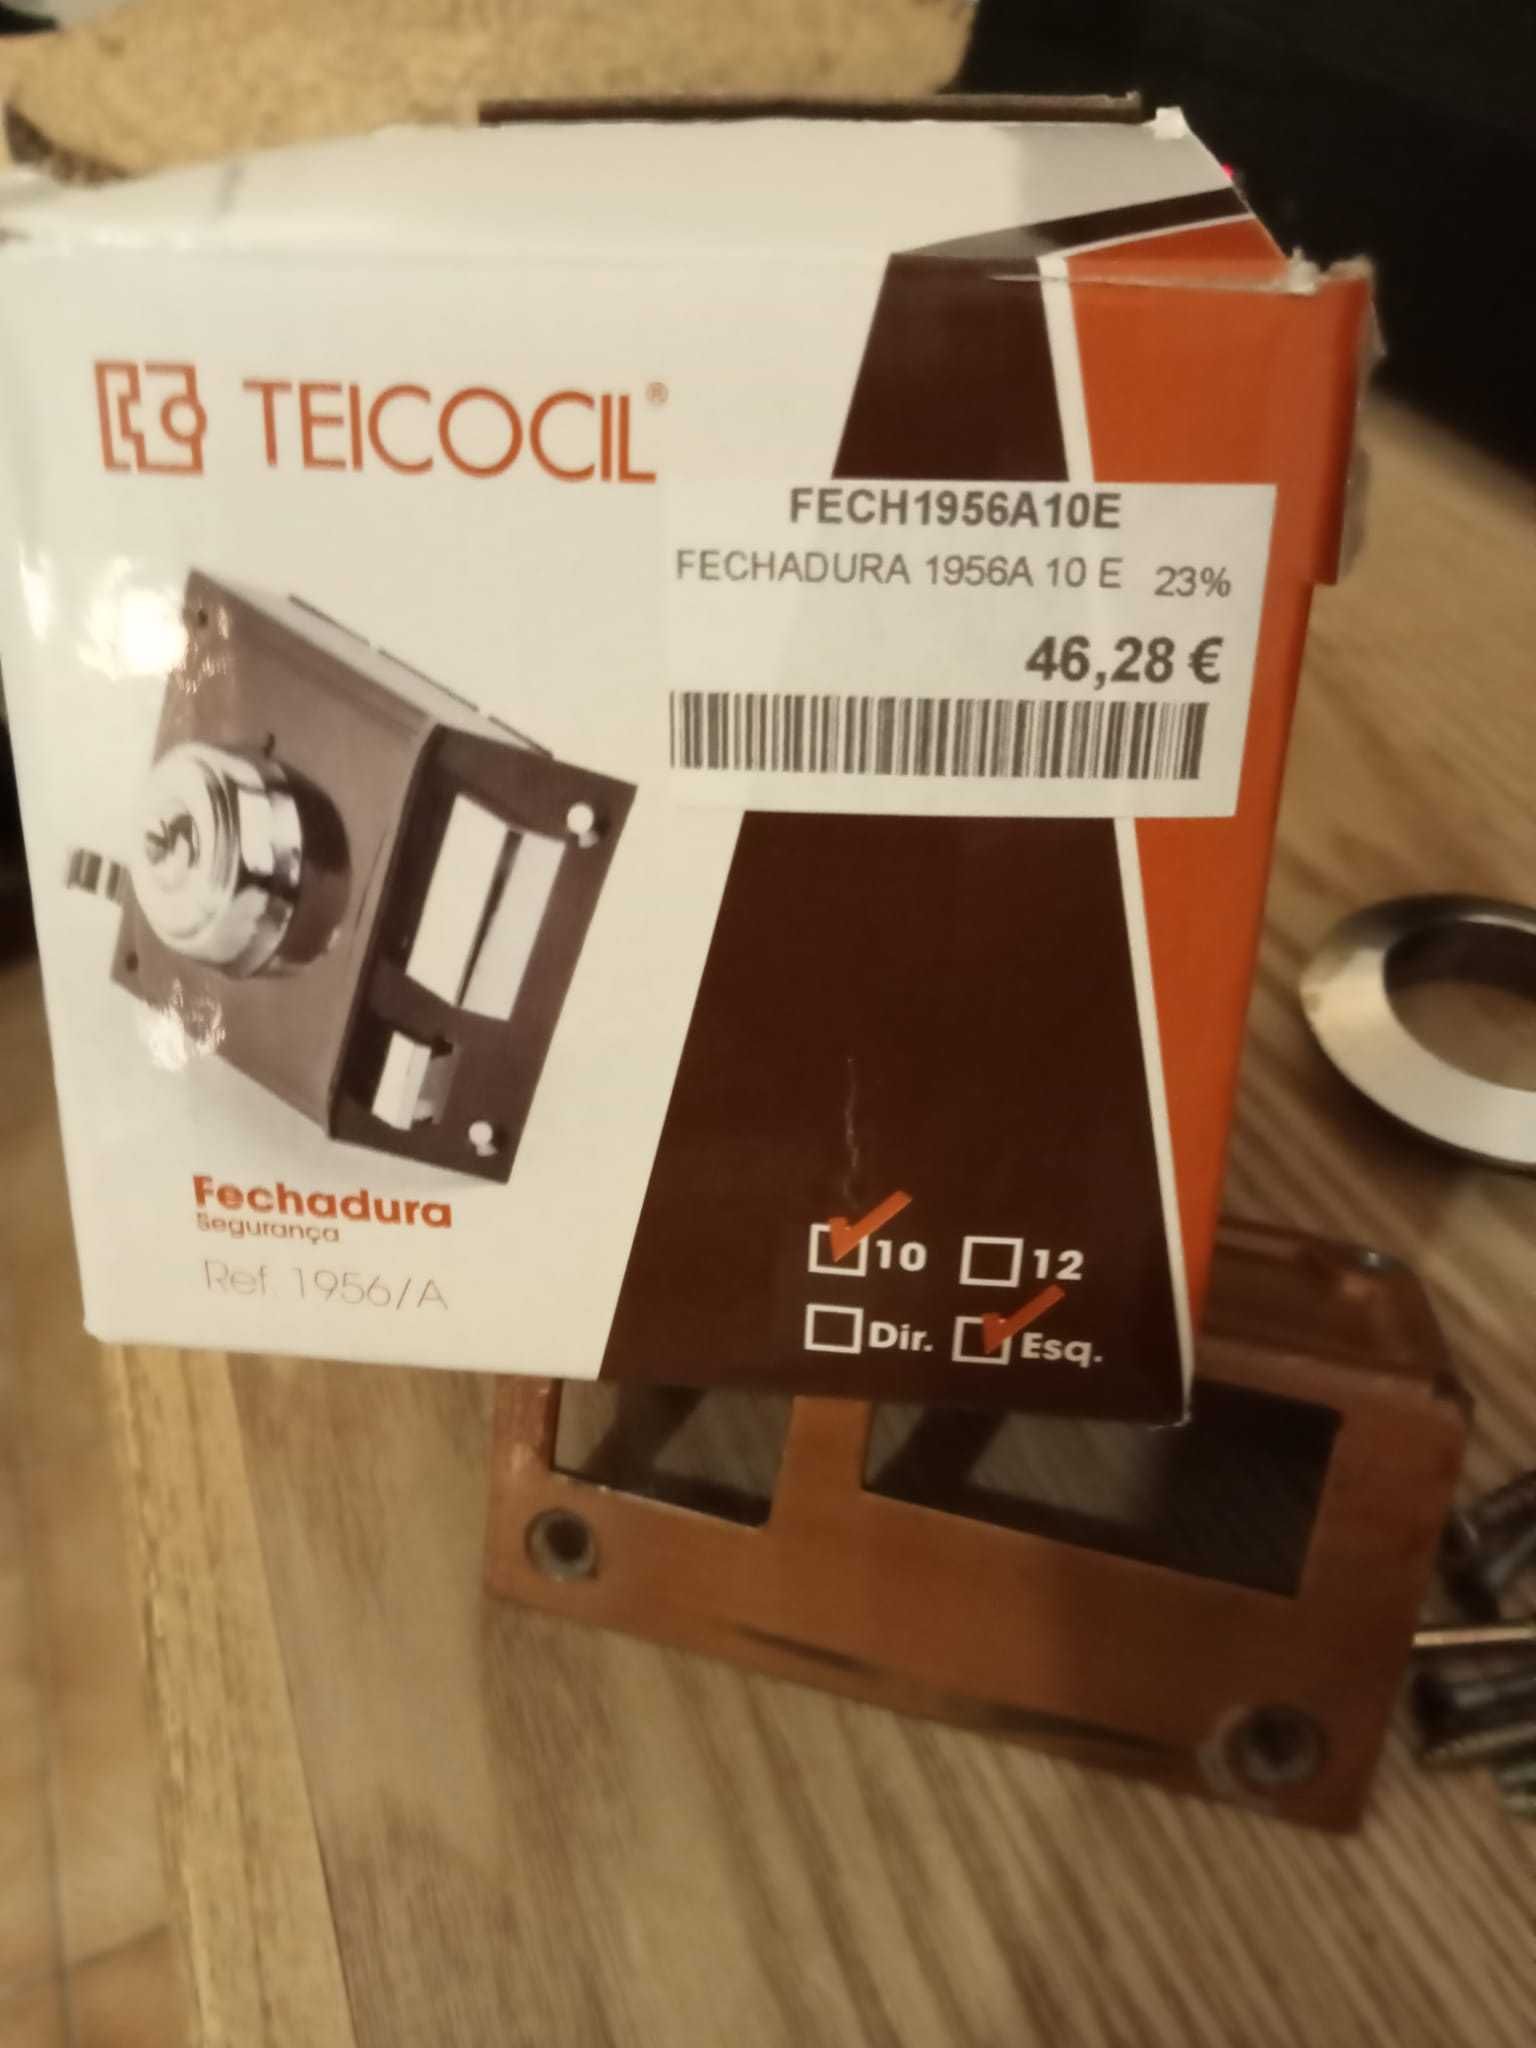 TEICOCIL®
FECH1956A10E
FECHADURA 1956A 10 E 23%
46,28 €
Fechadura
Segurança
Ref. 1956/A
10 12
Dir. Esq.